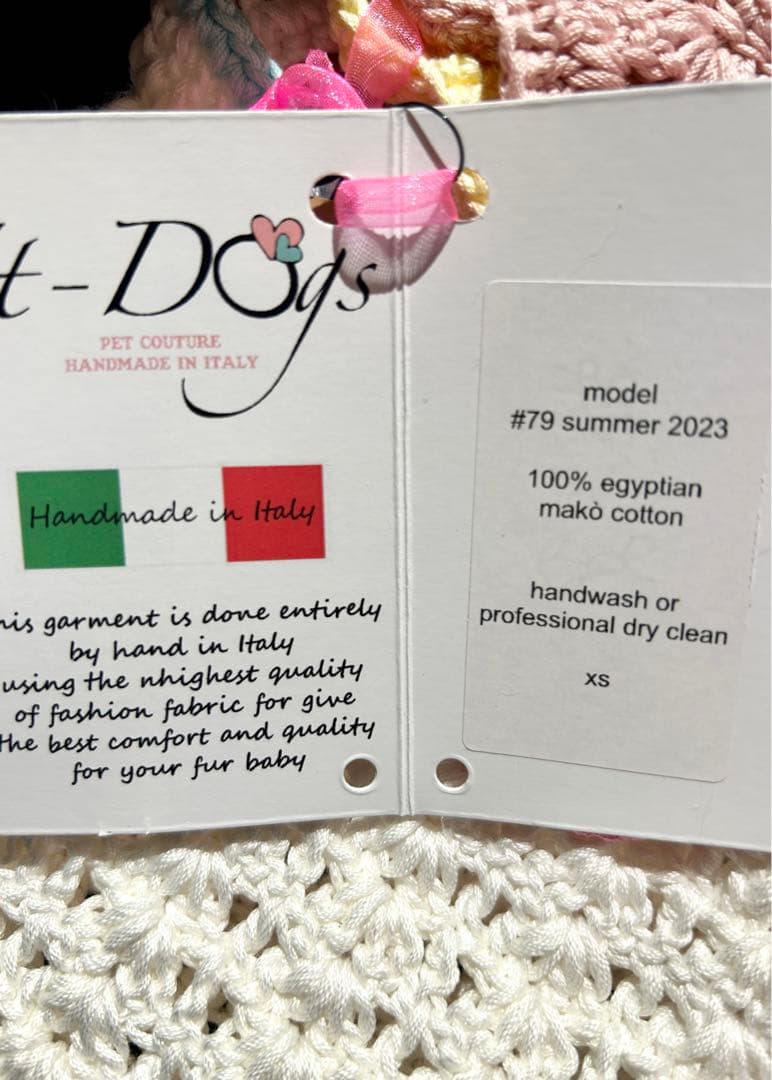 t-Dogs
PET COUTURE
HANDMADE IN ITALY
Handmade in Italy
his garment is done entirely
by hand in Italy
using the nhighest quality
of fashion fabric for give
the best comfort and quality
for your fur baby
model
#79 summer 2023
100% egyptian
makò cotton
handwash or
professional dry clean
xs